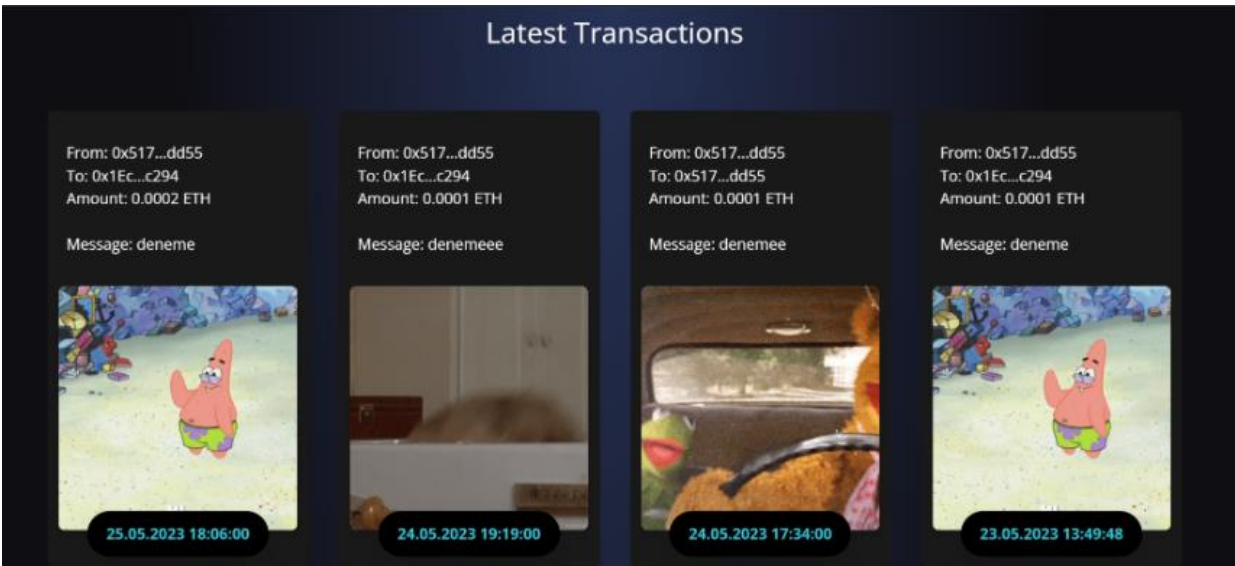 Latest Transactions
From: 0x517...dd55
To: 0x1Ec...c294
Amount: 0.0002 ETH
Message: deneme
25.05.2023 18:06:00
From: 0x517...dd55
To: 0x1Ec...c294
Amount: 0.0001 ETH
Message: denemeee
24.05.2023 19:19:00
From: 0x517...dd55
To: 0x517...dd55
Amount: 0.0001 ETH
Message: denemee
24.05.2023 17:34:00
From: 0x517...dd55
To: 0x1Ec...c294
Amount: 0.0001 ETH
Message: deneme
23.05.2023 13:49:48